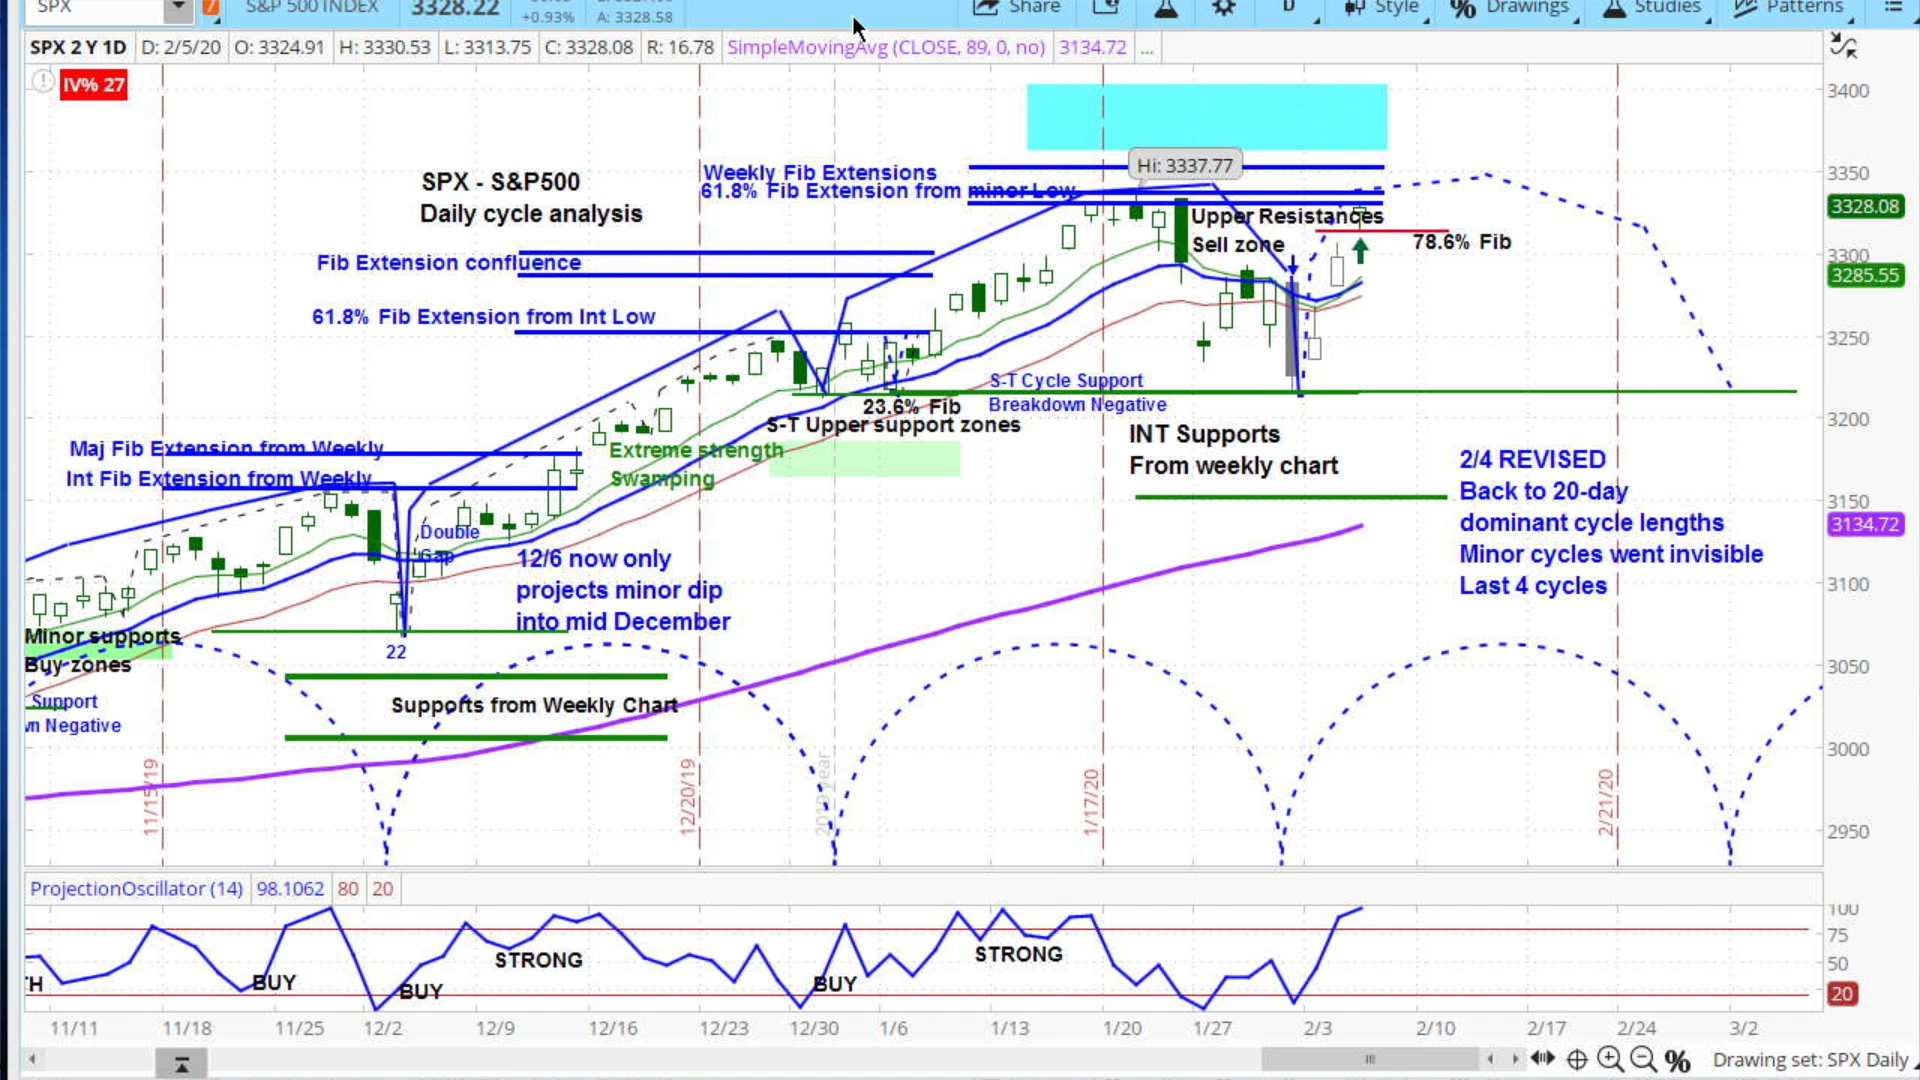 SPX
7
S&P 500 INDEX
3328.22
+0.93%
A: 3328.58
Share
D
Style
Drawings
Studies
Patterns
SPX 2 Y 1D
D: 2/5/20
O: 3324.91
H: 3330.53
L: 3313.75
C: 3328.08
R: 16.78
SimpleMovingAvg (CLOSE, 89, 0, no)
3134.72
...
IV% 27
3400
Hi: 3337.77
Weekly Fib Extensions
61.8% Fib Extension from minor Low
3350
SPX - S&P500
Daily cycle analysis
3328.08
Upper Resistances
Sell zone
78.6% Fib
3300
3285.55
Fib Extension confluence
61.8% Fib Extension from Int Low
3250
S-T Cycle Support
Breakdown Negative
23.6% Fib
S-T Upper support zones
3200
INT Supports
From weekly chart
Maj Fib Extension from Weekly
Int Fib Extension from Weekly
Extreme strength
Swamping
2/4 REVISED
Back to 20-day
dominant cycle lengths
Minor cycles went invisible
Last 4 cycles
3150
3134.72
Double
Gap
12/6 now only
projects minor dip
into mid December
3100
Minor supports
Buy zones
22
3050
Support
n Negative
Supports from Weekly Chart
3000
11/15/19
12/20/19
2019 year
1/17/20
2/21/20
2950
ProjectionOscillator (14)
98.1062
80
20
100
75
50
20
H
BUY
BUY
STRONG
BUY
STRONG
11/11
11/18
11/25
12/2
12/9
12/16
12/23
12/30
1/6
1/13
1/20
1/27
2/3
2/10
2/17
2/24
3/2
Drawing set: SPX Daily